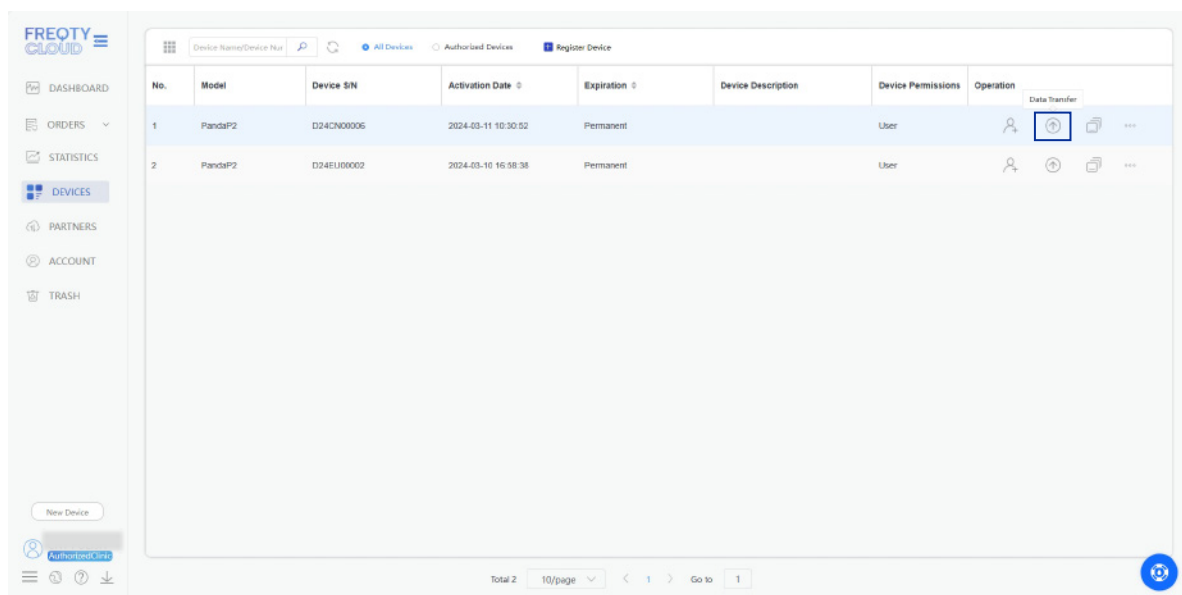 FREQTY
CLOUD
Device Name/Device Nur
All Devices
Authorized Devices
Register Device
DASHBOARD
ORDERS
STATISTICS
DEVICES
PARTNERS
ACCOUNT
TRASH
No. Model Device S/N Activation Date Expiration Device Description Device Permissions Operation
Data Transfer
1 PandaP2 D24CN00006 2024-03-11 10:30:52 Permanent User
2 PandaP2 D24EU00002 2024-03-10 16:58:38 Permanent User
New Device
AuthorizedClinic
Total 2 10/page 1 Go to 1